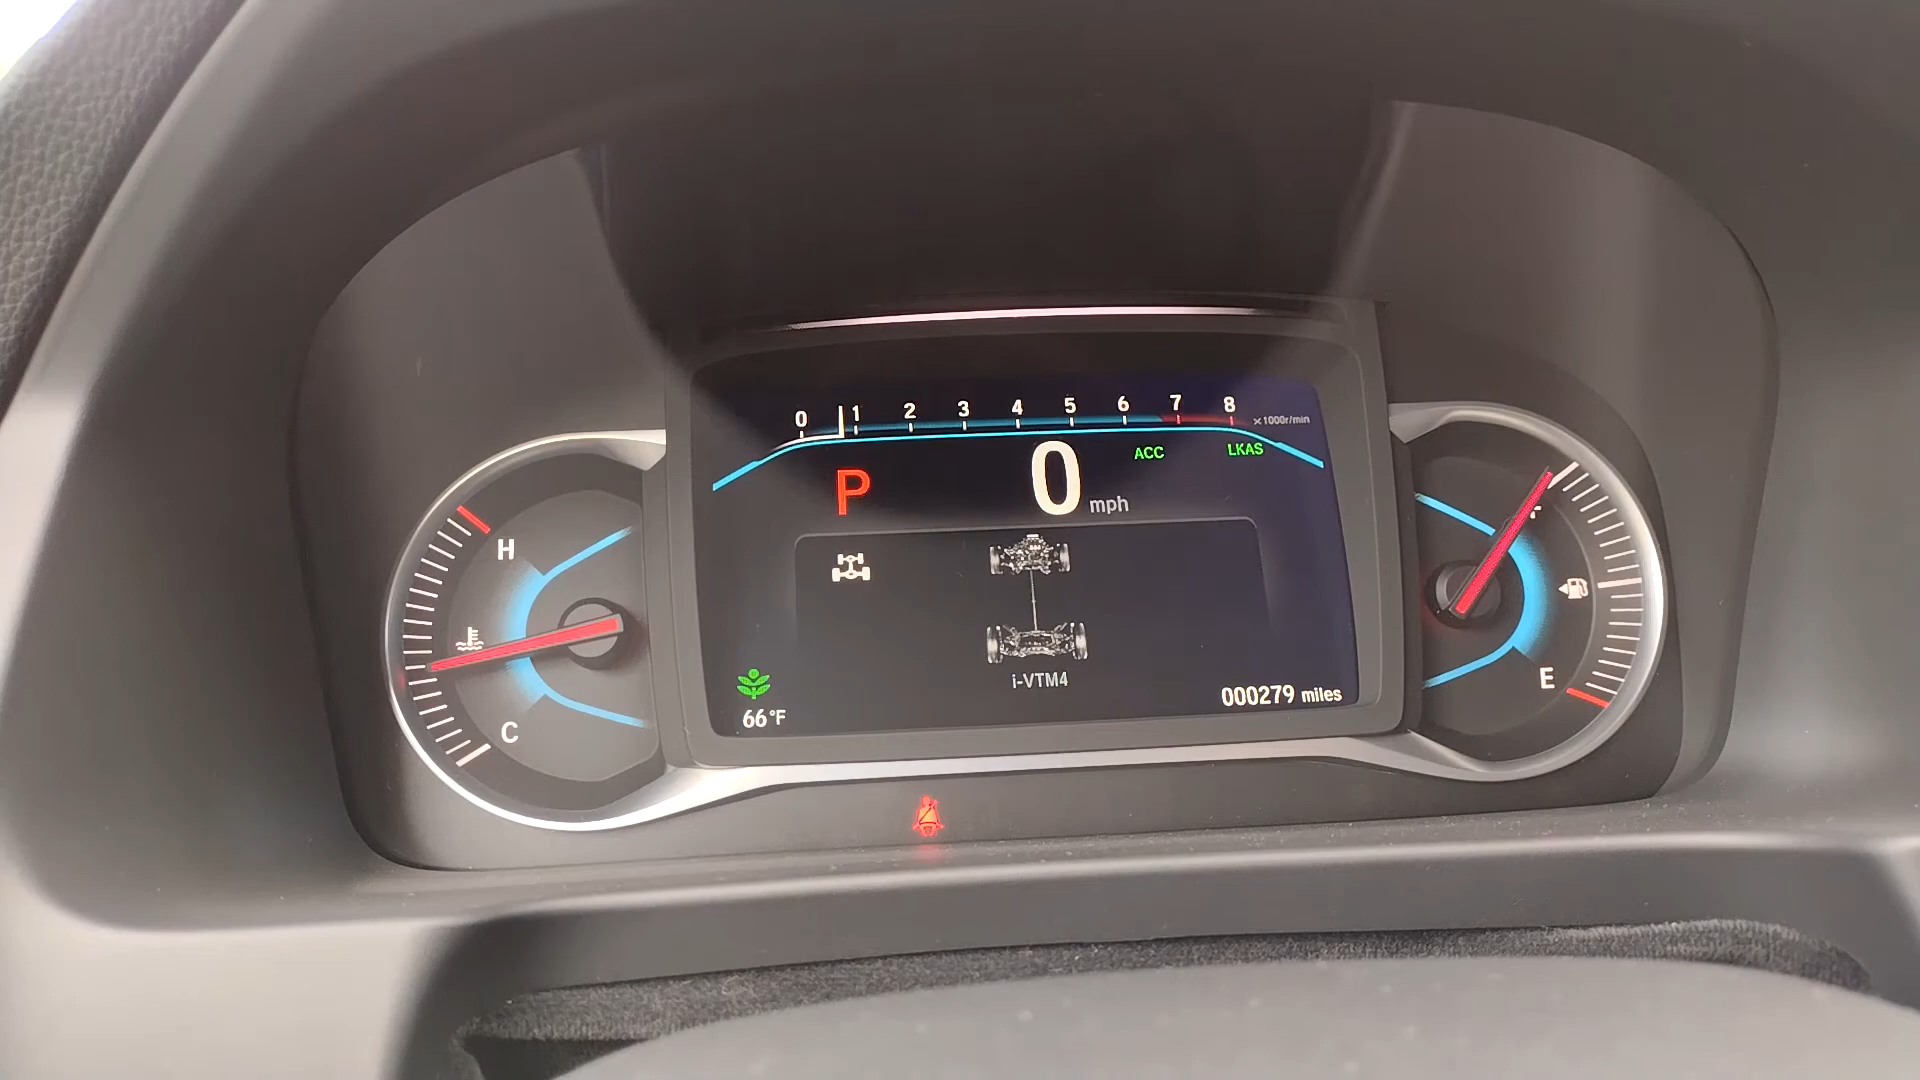 0 1 2 3 4 5 6 7 8 ×1000r/min
ACC LKAS
P 0 mph
H
C
E
i-VTM4
66°F
000279 miles